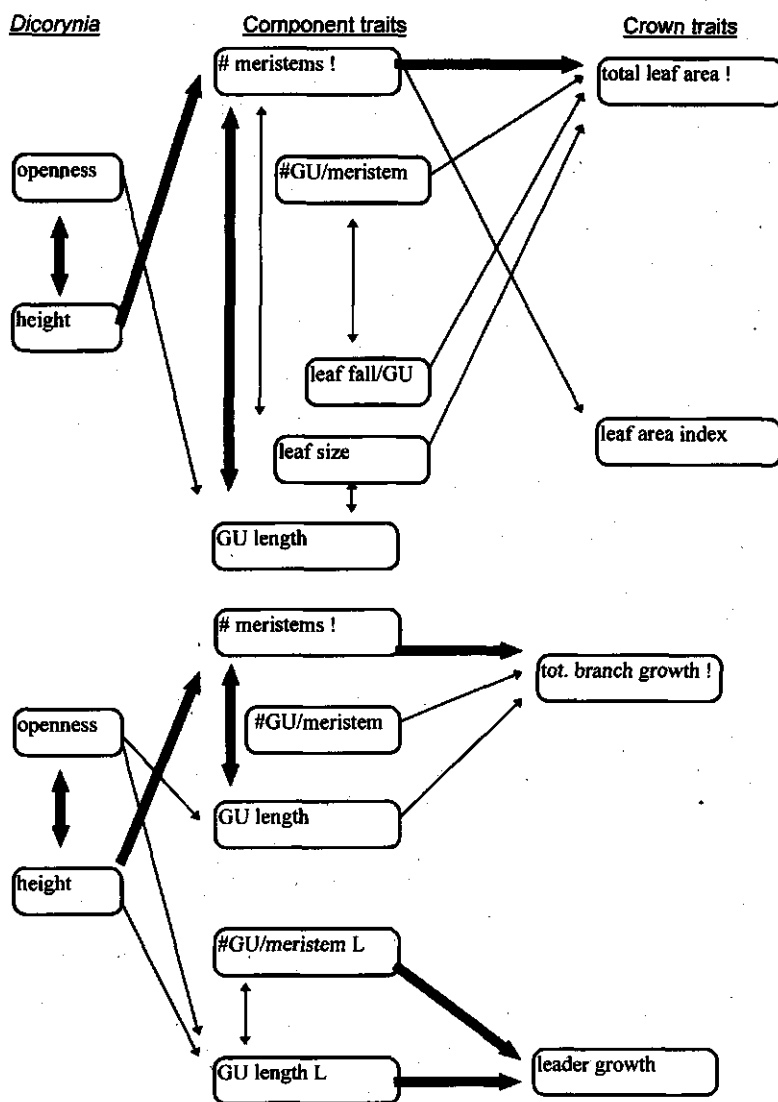 Dicorynia
Component traits
Crown traits
# meristems !
total leaf area !
openness
#GU/meristem
height
leaf fall/GU
leaf area index
leaf size
GU length
# meristems !
tot. branch growth !
openness
#GU/meristem
GU length
height
#GU/meristem L
GU length L
leader growth